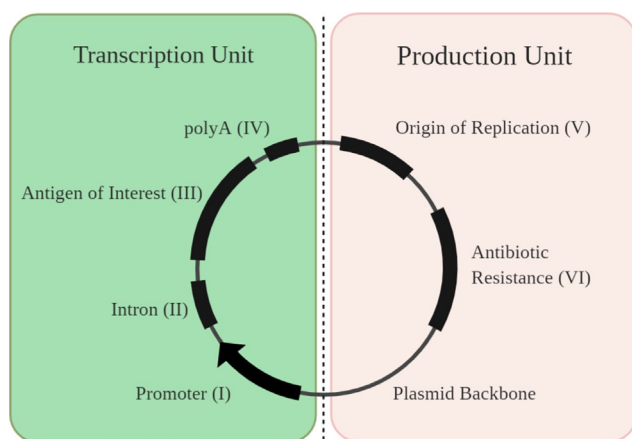 Transcription Unit
Production Unit
polyA (IV)
Origin of Replication (V)
Antigen of Interest (III)
Antibiotic
Resistance (VI)
Intron (II)
Promoter (I)
Plasmid Backbone